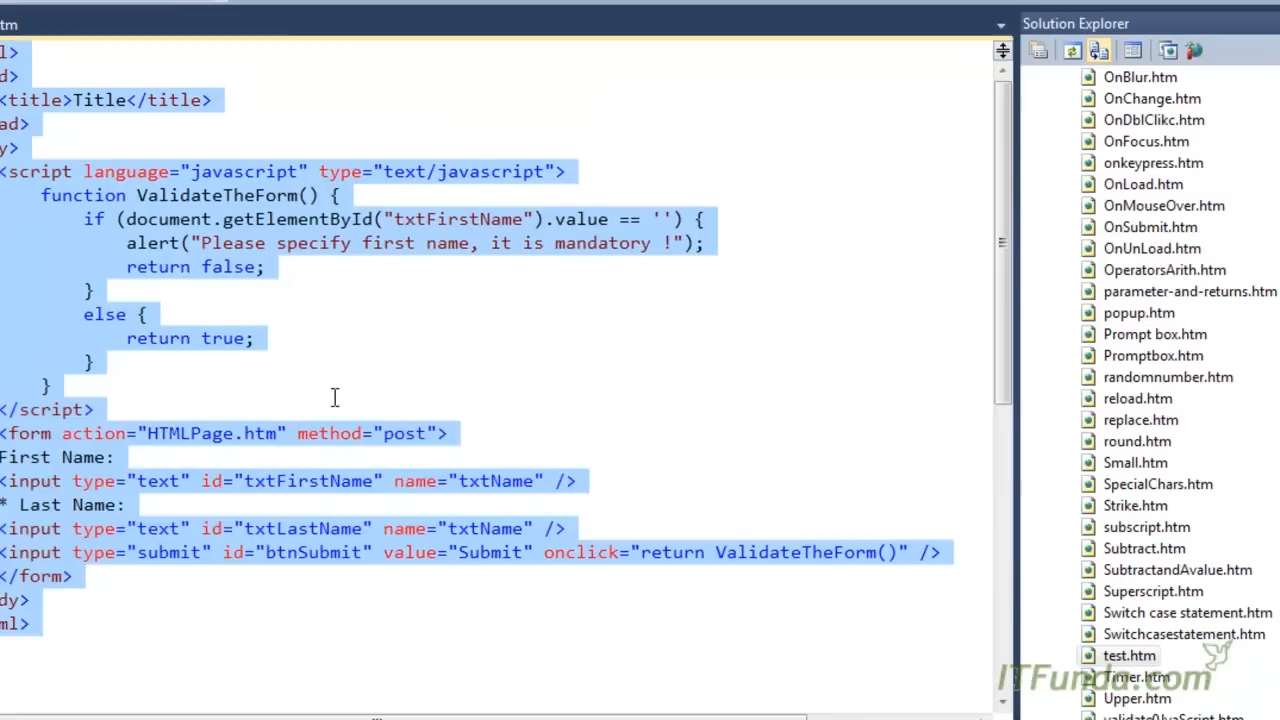 tm
Solution Explorer
l>
d>
<title>Title</title>
ad>
y>
<script language="javascript" type="text/javascript">
function ValidateTheForm() {
if (document.getElementById("txtFirstName").value == '') {
alert("Please specify first name, it is mandatory !");
return false;
}
else {
return true;
}
}
</script>
<form action="HTMLPage.htm" method="post">
First Name:
<input type="text" id="txtFirstName" name="txtName" />
* Last Name:
<input type="text" id="txtLastName" name="txtName" />
<input type="submit" id="btnSubmit" value="Submit" onclick="return ValidateTheForm()" />
</form>
dy>
ml>
OnBlur.htm
OnChange.htm
OnDblClikc.htm
OnFocus.htm
onkeypress.htm
OnLoad.htm
OnMouseOver.htm
OnSubmit.htm
OnUnLoad.htm
OperatorsArith.htm
parameter-and-returns.htm
popup.htm
Prompt box.htm
Promptbox.htm
randomnumber.htm
reload.htm
replace.htm
round.htm
Small.htm
SpecialChars.htm
Strike.htm
subscript.htm
Subtract.htm
SubtractandAvalue.htm
Superscript.htm
Switch case statement.htm
Switchcasestatement.htm
test.htm
Timer.htm
Upper.htm
ITFunda.com